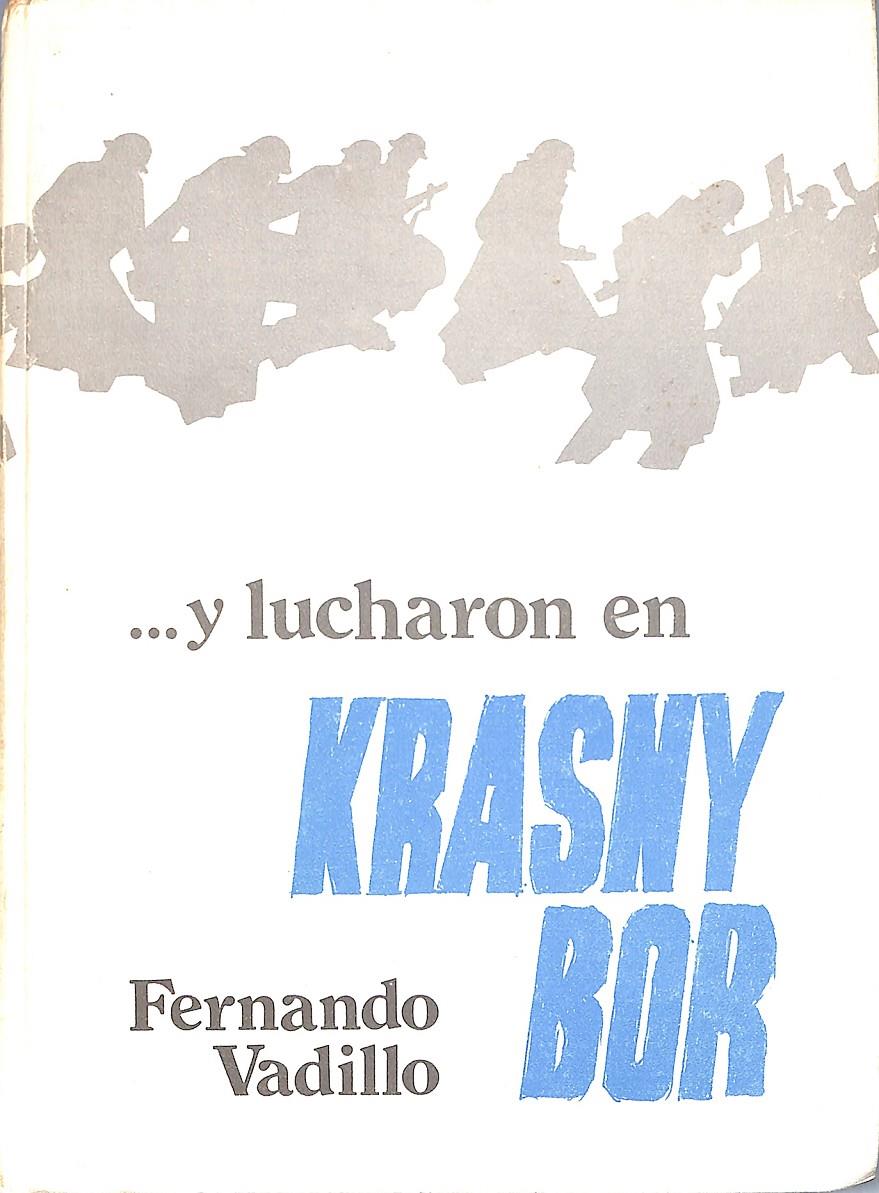 ...y lucharon en
KRASNY
BOR
Fernando
Vadillo